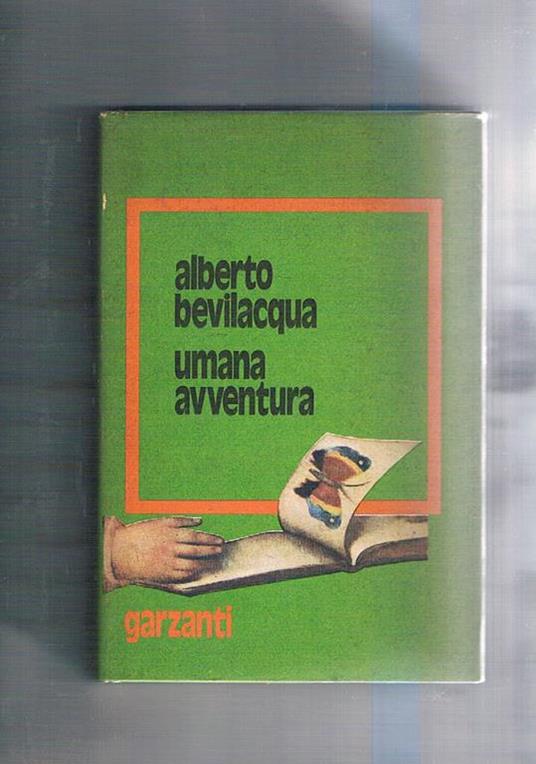 alberto
bevilacqua
umana
avventura
garzanti